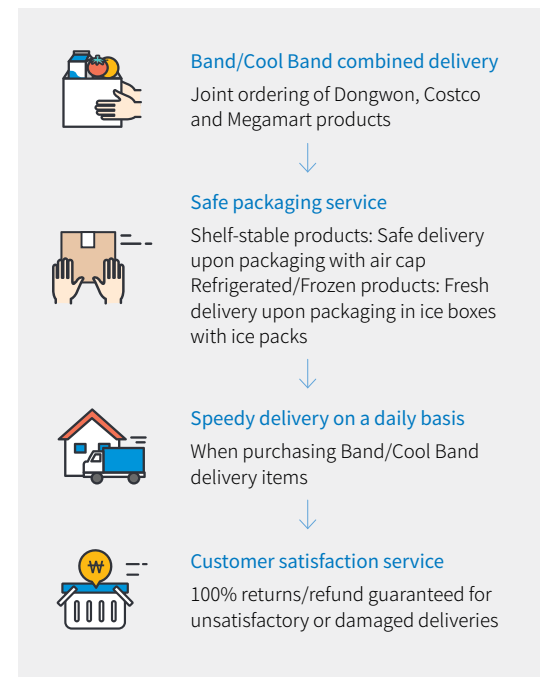 Band/Cool Band combined delivery
Joint ordering of Dongwon, Costco
and Megamart products
Safe packaging service
Shelf-stable products: Safe delivery
upon packaging with air cap
Refrigerated/Frozen products: Fresh
delivery upon packaging in ice boxes
with ice packs
Speedy delivery on a daily basis
When purchasing Band/Cool Band
delivery items
₩
Customer satisfaction service
100% returns/refund guaranteed for
unsatisfactory or damaged deliveries